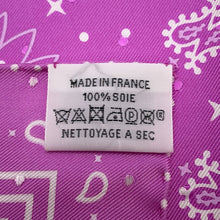 MADE IN FRANCE
100% SOIE
NETTOYAGE A SEC